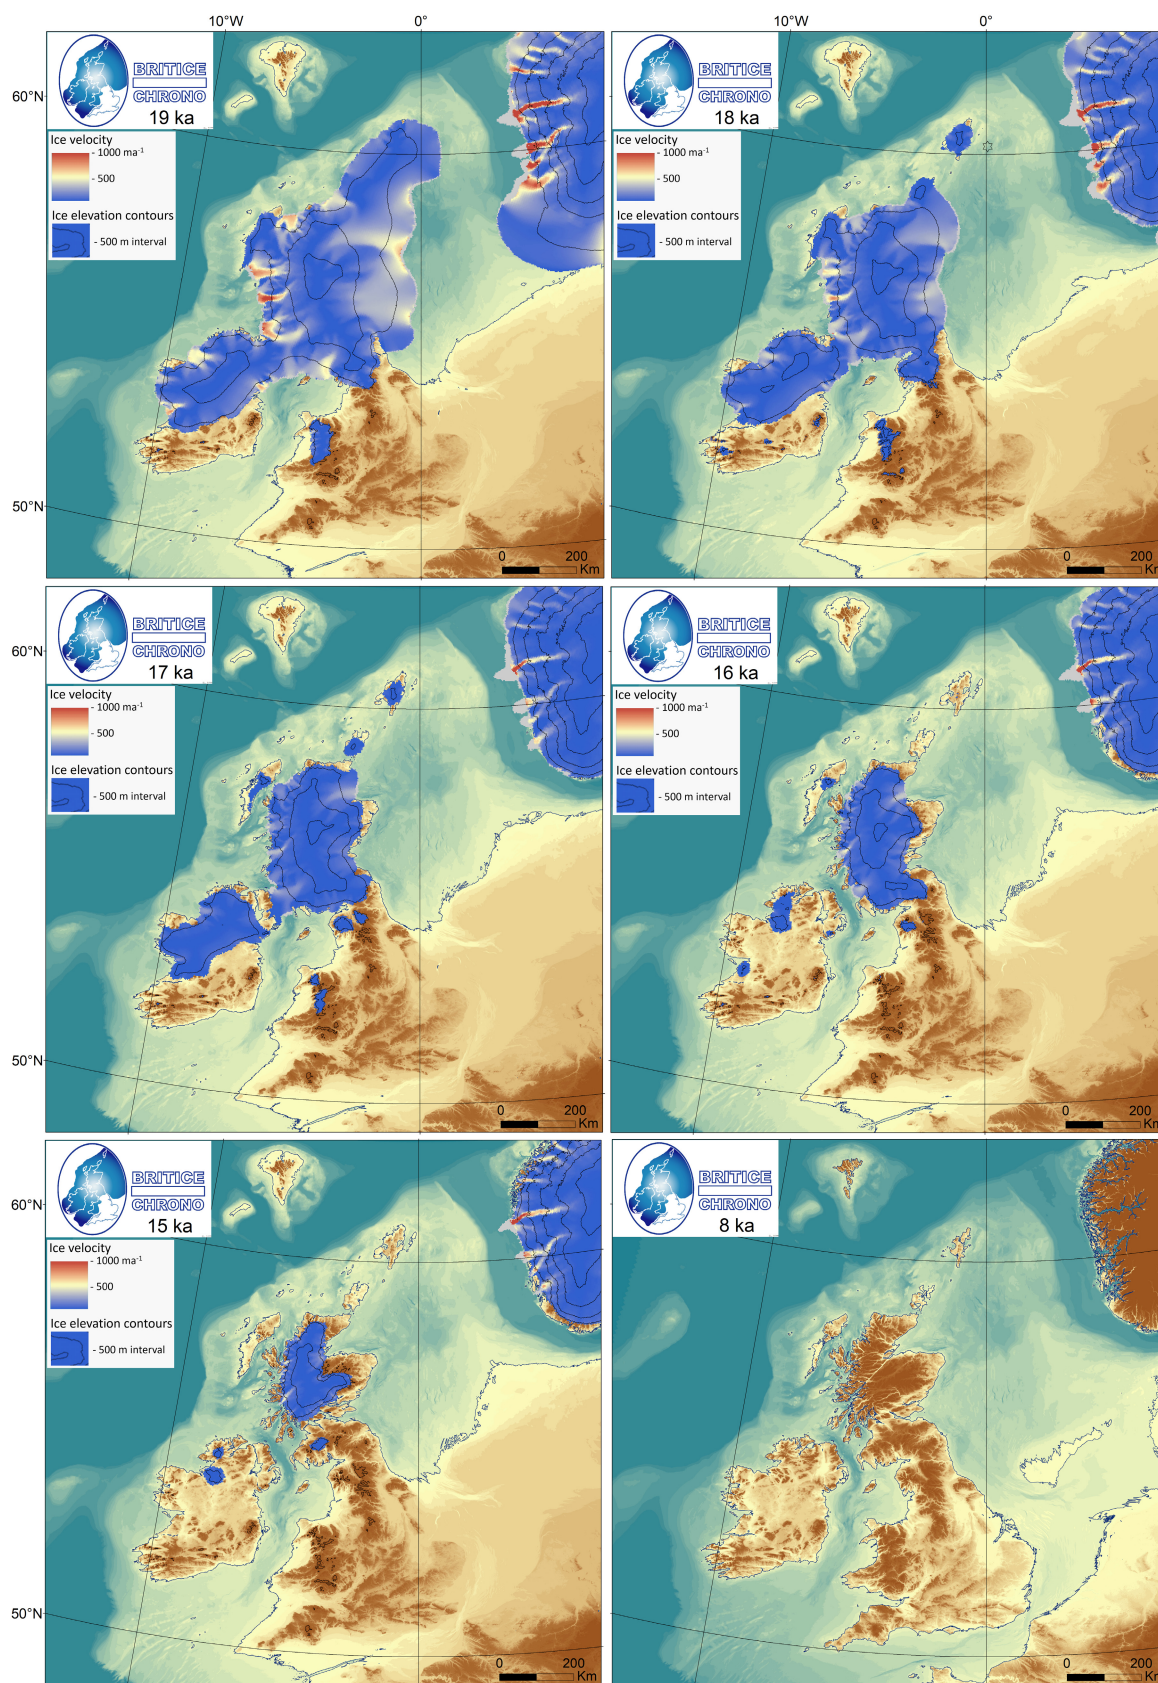 10°W 0° 10°W 0°
60°N
BRITICE
CHRONO
19 ka
Ice velocity
- 1000 ma-1
- 500
Ice elevation contours
- 500 m interval
50°N
0 200
Km
BRITICE
CHRONO
18 ka
Ice velocity
- 1000 ma-1
- 500
Ice elevation contours
- 500 m interval
0 200
Km
60°N
BRITICE
CHRONO
17 ka
Ice velocity
- 1000 ma-1
- 500
Ice elevation contours
- 500 m interval
50°N
0 200
Km
BRITICE
CHRONO
16 ka
Ice velocity
- 1000 ma-1
- 500
Ice elevation contours
- 500 m interval
0 200
Km
60°N
BRITICE
CHRONO
15 ka
Ice velocity
- 1000 ma-1
- 500
Ice elevation contours
- 500 m interval
50°N
0 200
Km
BRITICE
CHRONO
8 ka
0 200
Km